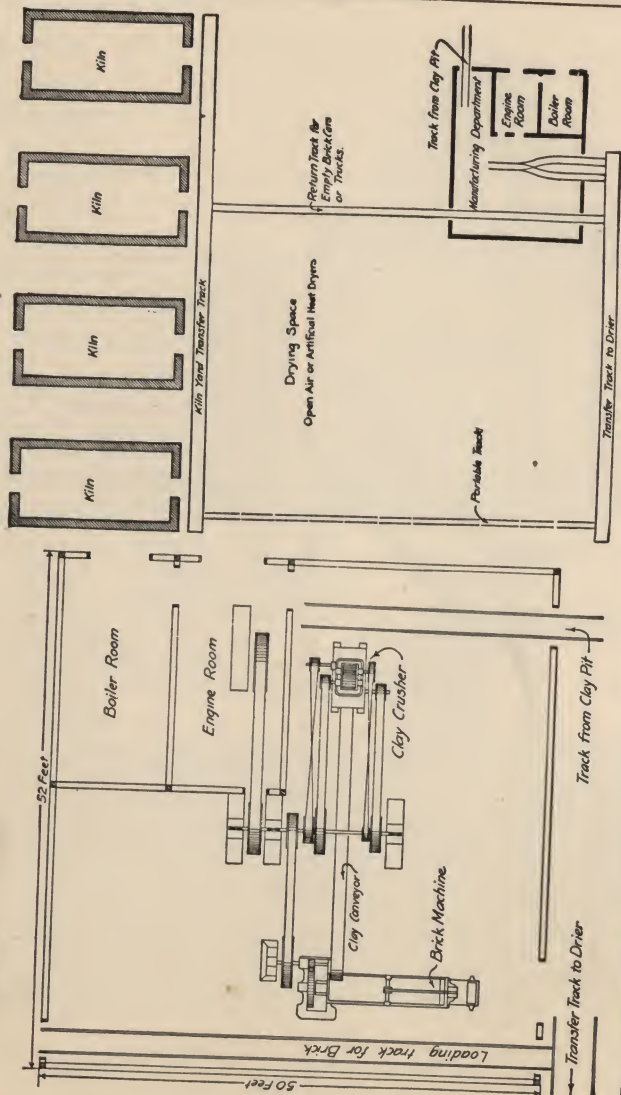 Kiln
Kiln
Kiln
Kiln
Kiln Yard Transfer Track
Return Track for
Empty Brick Cars
or Trucks.
Drying Space
Open Air or Artificial Heat Dryers
Portable Track
Track from Clay Pit
Manufacturing Department
Engine
Room
Boiler
Room
Transfer Track to Drier
52 Feet
Boiler Room
Engine Room
Clay Crusher
Clay Conveyor
Brick Machine
Track from Clay Pit
Loading track for Brick
50 Feet
Transfer Track to Drier